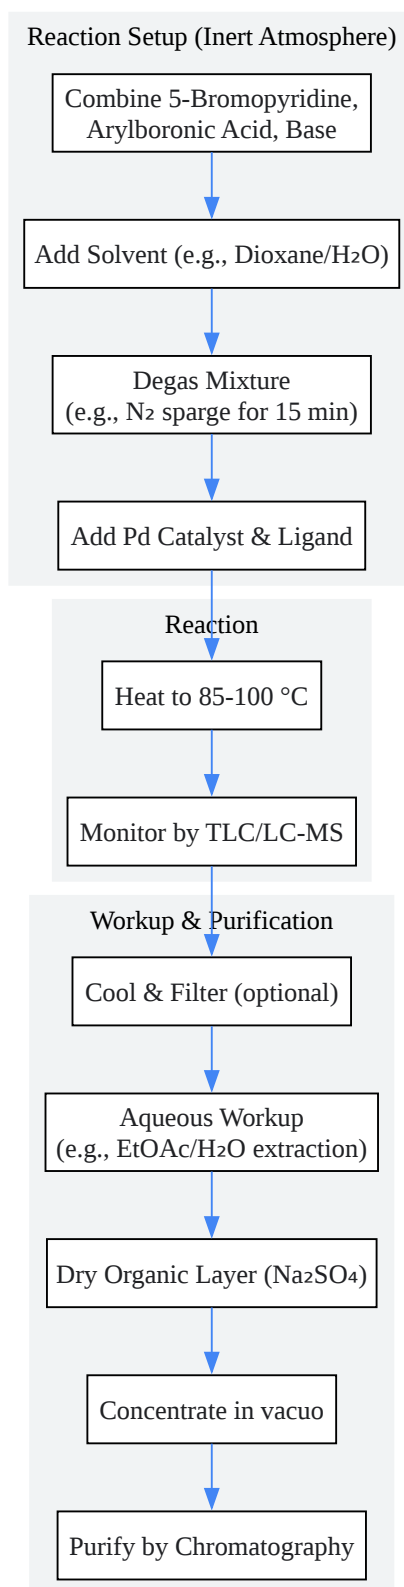 Reaction Setup (Inert Atmosphere)
Combine 5-Bromopyridine,
Arylboronic Acid, Base
Add Solvent (e.g., Dioxane/H₂O)
Degas Mixture
(e.g., N₂ sparge for 15 min)
Add Pd Catalyst & Ligand
Reaction
Heat to 85-100 °C
Monitor by TLC/LC-MS
Workup & Purification
Cool & Filter (optional)
Aqueous Workup
(e.g., EtOAc/H₂O extraction)
Dry Organic Layer (Na₂SO₄)
Concentrate in vacuo
Purify by Chromatography